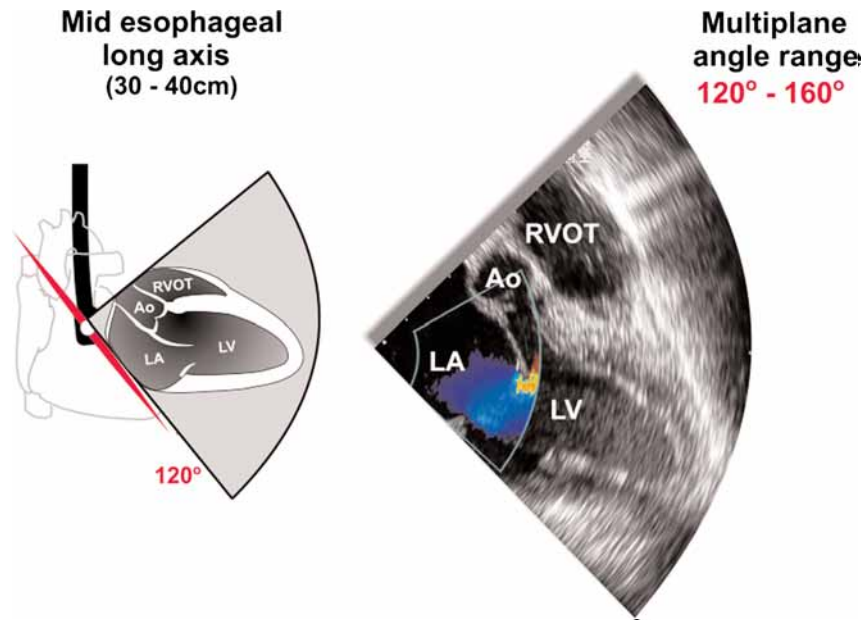 Mid esophageal
long axis
(30 - 40cm)
Multiplane
angle range
120° - 160°
RVOT
Ao
LA
LV
120°
RVOT
Ao
LA
LV